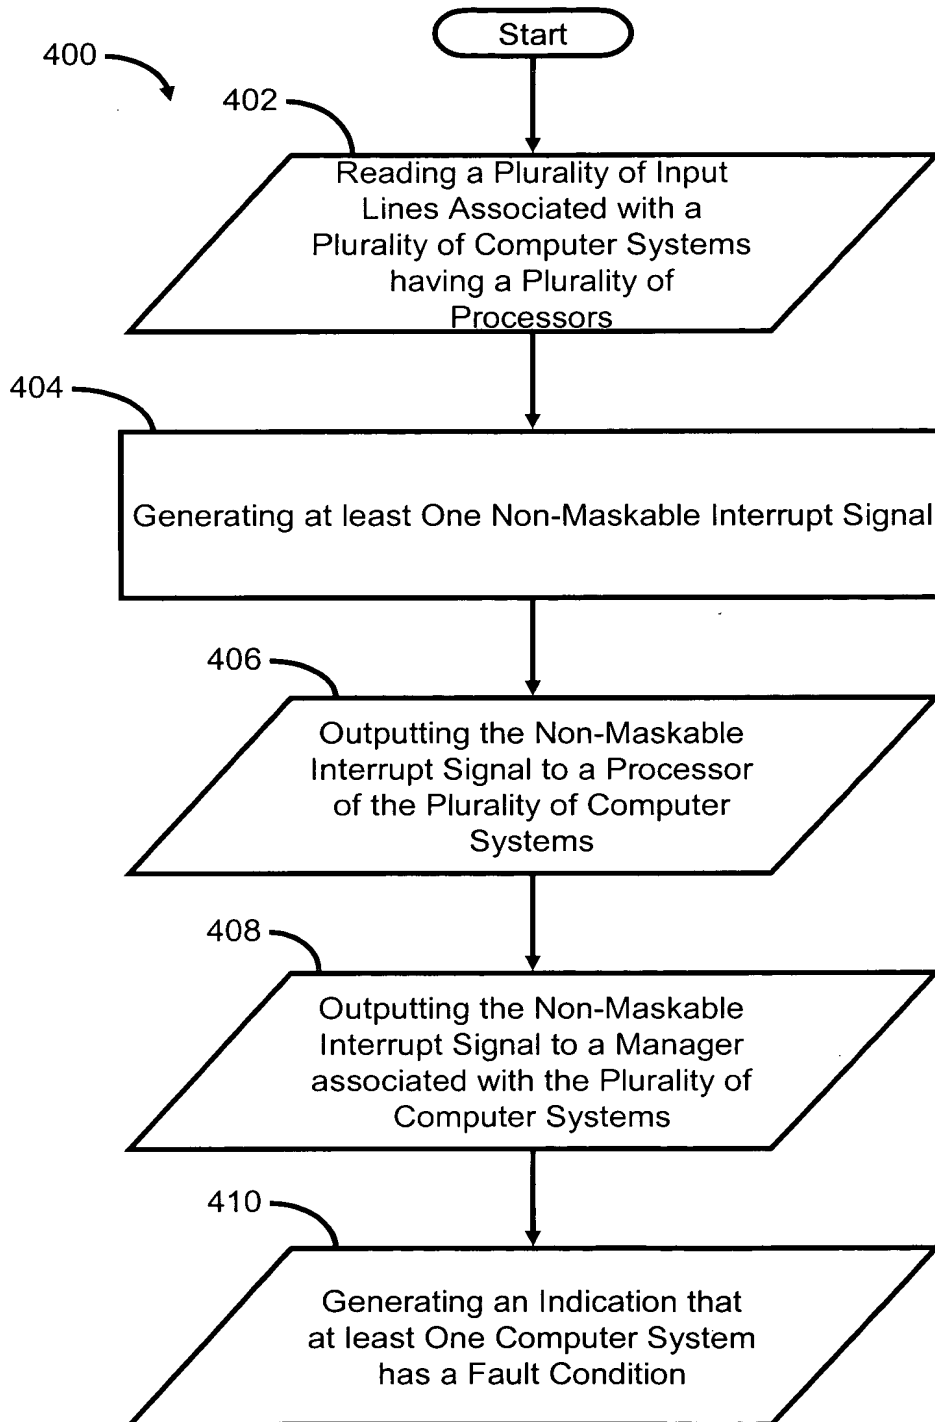 Start
400
402
Reading a Plurality of Input
Lines Associated with a
Plurality of Computer Systems
having a Plurality of
Processors
404
Generating at least One Non-Maskable Interrupt Signal
406
Outputting the Non-Maskable
Interrupt Signal to a Processor
of the Plurality of Computer
Systems
408
Outputting the Non-Maskable
Interrupt Signal to a Manager
associated with the Plurality of
Computer Systems
410
Generating an Indication that
at least One Computer System
has a Fault Condition